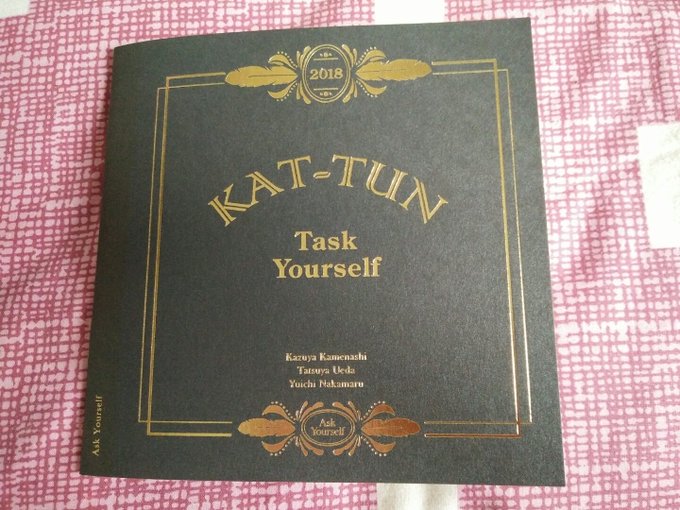 2018
KAT-TUN
Task
Yourself
Kazuya Kamenashi
Tatsuya Ueda
Yuichi Nakamaru
Ask
Yourself
Ask Yourself